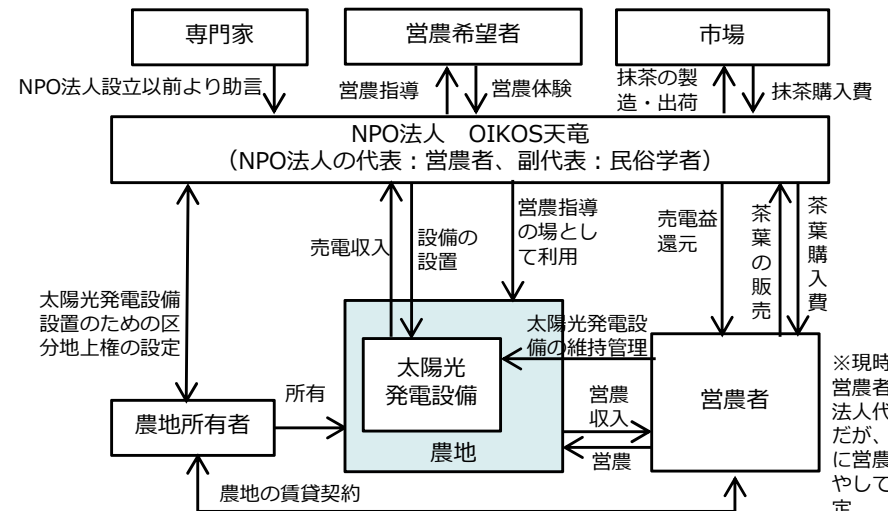 専門家
営農希望者
市場
NPO法人設立以前より助言
営農指導
営農体験
抹茶の製
造・出荷
抹茶購入費
NPO法人　OIKOS天竜
（NPO法人の代表：営農者、副代表：民俗学者）
売電収入
設備の
設置
営農指導
の場とし
て利用
売電益
還元
茶葉の販売
茶葉購入費
太陽光発電設備
設置のための区
分地上権の設定
太陽光発電設
備の維持管理
太陽光
発電設備
農地
農地所有者
所有
営農
収入
営農
営農者
※現時
営農者
法人代
だが、
に営農
やして
定
農地の賃貸契約